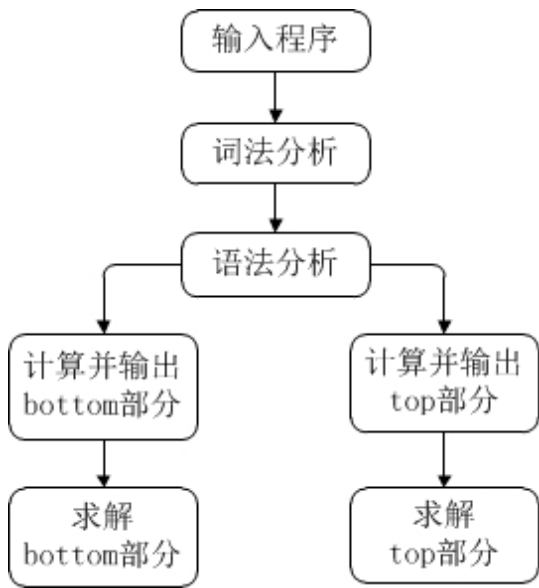 输入程序
词法分析
语法分析
计算并输出
bottom部分
计算并输出
top部分
求解
bottom部分
求解
top部分